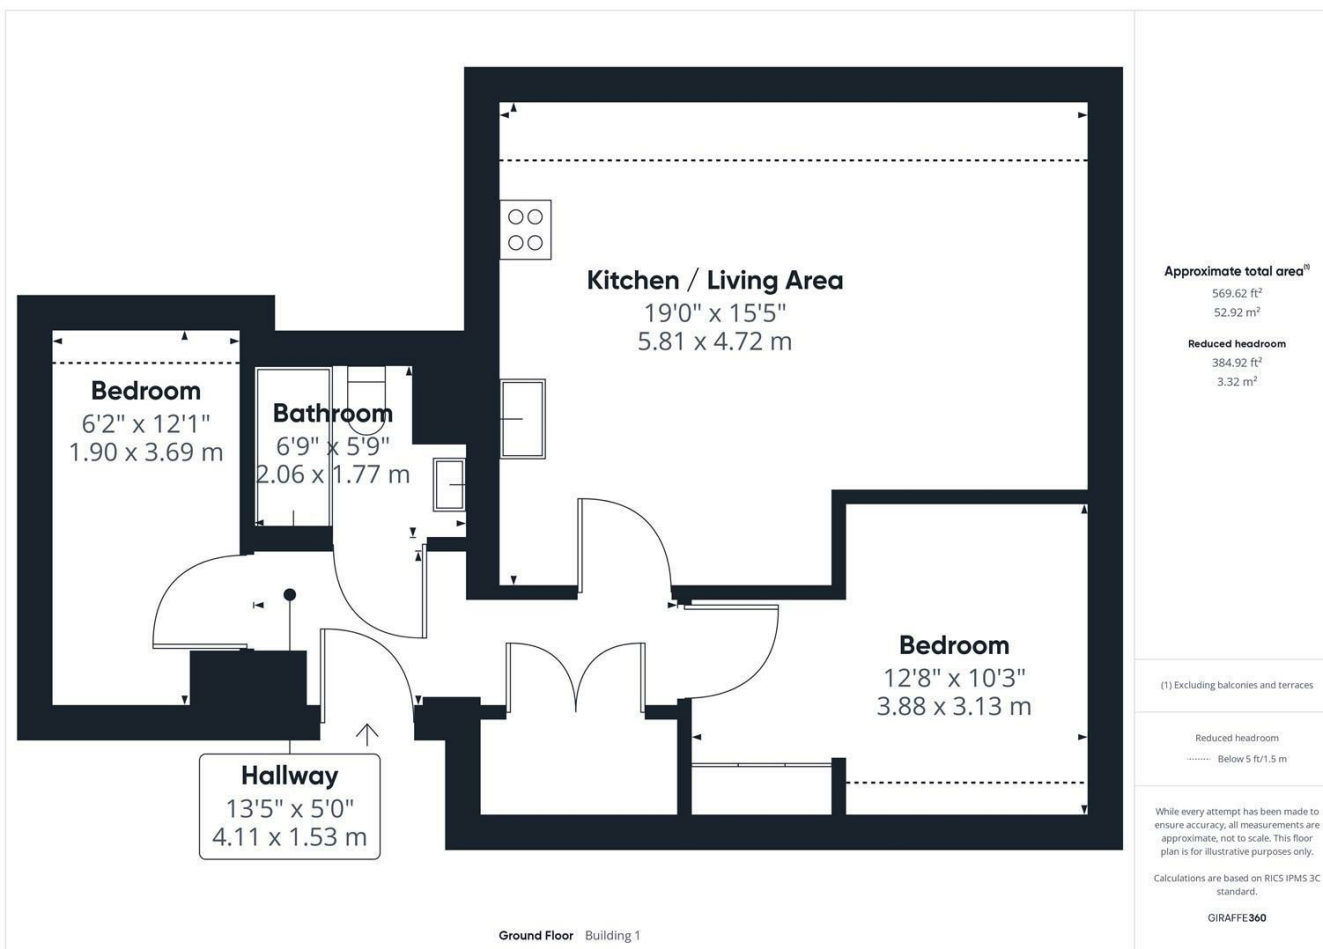 Kitchen / Living Area
19'0" x 15'5"
5.81 x 4.72 m
Bedroom
6'2" x 12'1"
1.90 x 3.69 m
Bathroom
6'9" x 5'9"
2.06 x 1.77 m
Bedroom
12'8" x 10'3"
3.88 x 3.13 m
Hallway
13'5" x 5'0"
4.11 x 1.53 m
Ground Floor Building 1
Approximate total area(1)
569.62 ft²
52.92 m²
Reduced headroom
384.92 ft²
3.32 m²
(1) Excluding balconies and terraces
Reduced headroom
Below 5 ft/1.5 m
While every attempt has been made to
ensure accuracy, all measurements are
approximate, not to scale. This floor
plan is for illustrative purposes only.
Calculations are based on RICS IPMS 3C
standard.
GIRAFFE360